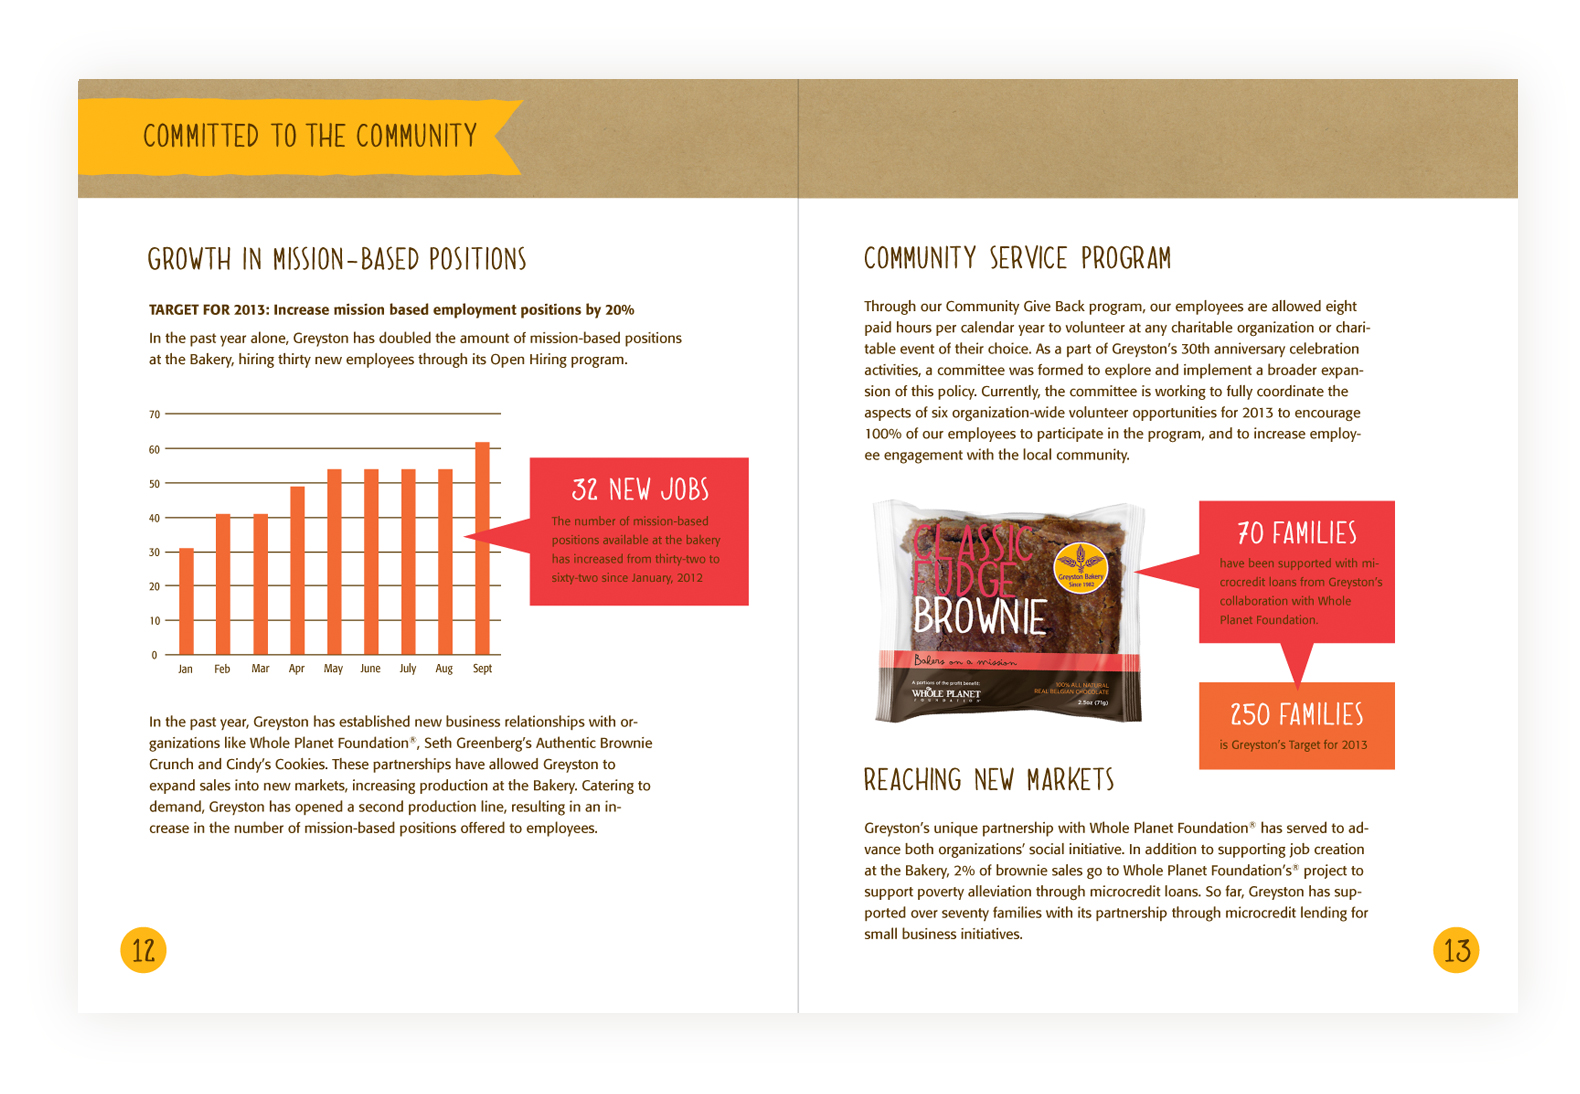 COMMITTED TO THE COMMUNITY
GROWTH IN MISSION-BASED POSITIONS
TARGET FOR 2013: Increase mission based employment positions by 20%
In the past year alone, Greyston has doubled the amount of mission-based positions
at the Bakery, hiring thirty new employees through its Open Hiring program.
70
60
50
40
30
20
10
0
Jan Feb Mar Apr May June July Aug Sept
32 NEW JOBS
The number of mission-based
positions available at the bakery
has increased from thirty-two to
sixty-two since January, 2012
In the past year, Greyston has established new business relationships with or-
ganizations like Whole Planet Foundation®, Seth Greenberg's Authentic Brownie
Crunch and Cindy's Cookies. These partnerships have allowed Greyston to
expand sales into new markets, increasing production at the Bakery. Catering to
demand, Greyston has opened a second production line, resulting in an in-
crease in the number of mission-based positions offered to employees.
12
COMMUNITY SERVICE PROGRAM
Through our Community Give Back program, our employees are allowed eight
paid hours per calendar year to volunteer at any charitable organization or chari-
table event of their choice. As a part of Greyston's 30th anniversary celebration
activities, a committee was formed to explore and implement a broader expan-
sion of this policy. Currently, the committee is working to fully coordinate the
aspects of six organization-wide volunteer opportunities for 2013 to encourage
100% of our employees to participate in the program, and to increase employ-
ee engagement with the local community.
CLASSIC
FUDGE
BROWNIE
Greyston Bakery
Since 1982
Bakers on a mission
A portion of the profit benefits
WHOLE PLANET
FOUNDATION
100% ALL NATURAL
REAL BELGIAN CHOCOLATE
2.5oz (71g)
70 FAMILIES
have been supported with mi-
crocredit loans from Greyston's
collaboration with Whole
Planet Foundation.
250 FAMILIES
is Greyston's Target for 2013
REACHING NEW MARKETS
Greyston's unique partnership with Whole Planet Foundation® has served to ad-
vance both organizations' social initiative. In addition to supporting job creation
at the Bakery, 2% of brownie sales go to Whole Planet Foundation's® project to
support poverty alleviation through microcredit loans. So far, Greyston has sup-
ported over seventy families with its partnership through microcredit lending for
small business initiatives.
13